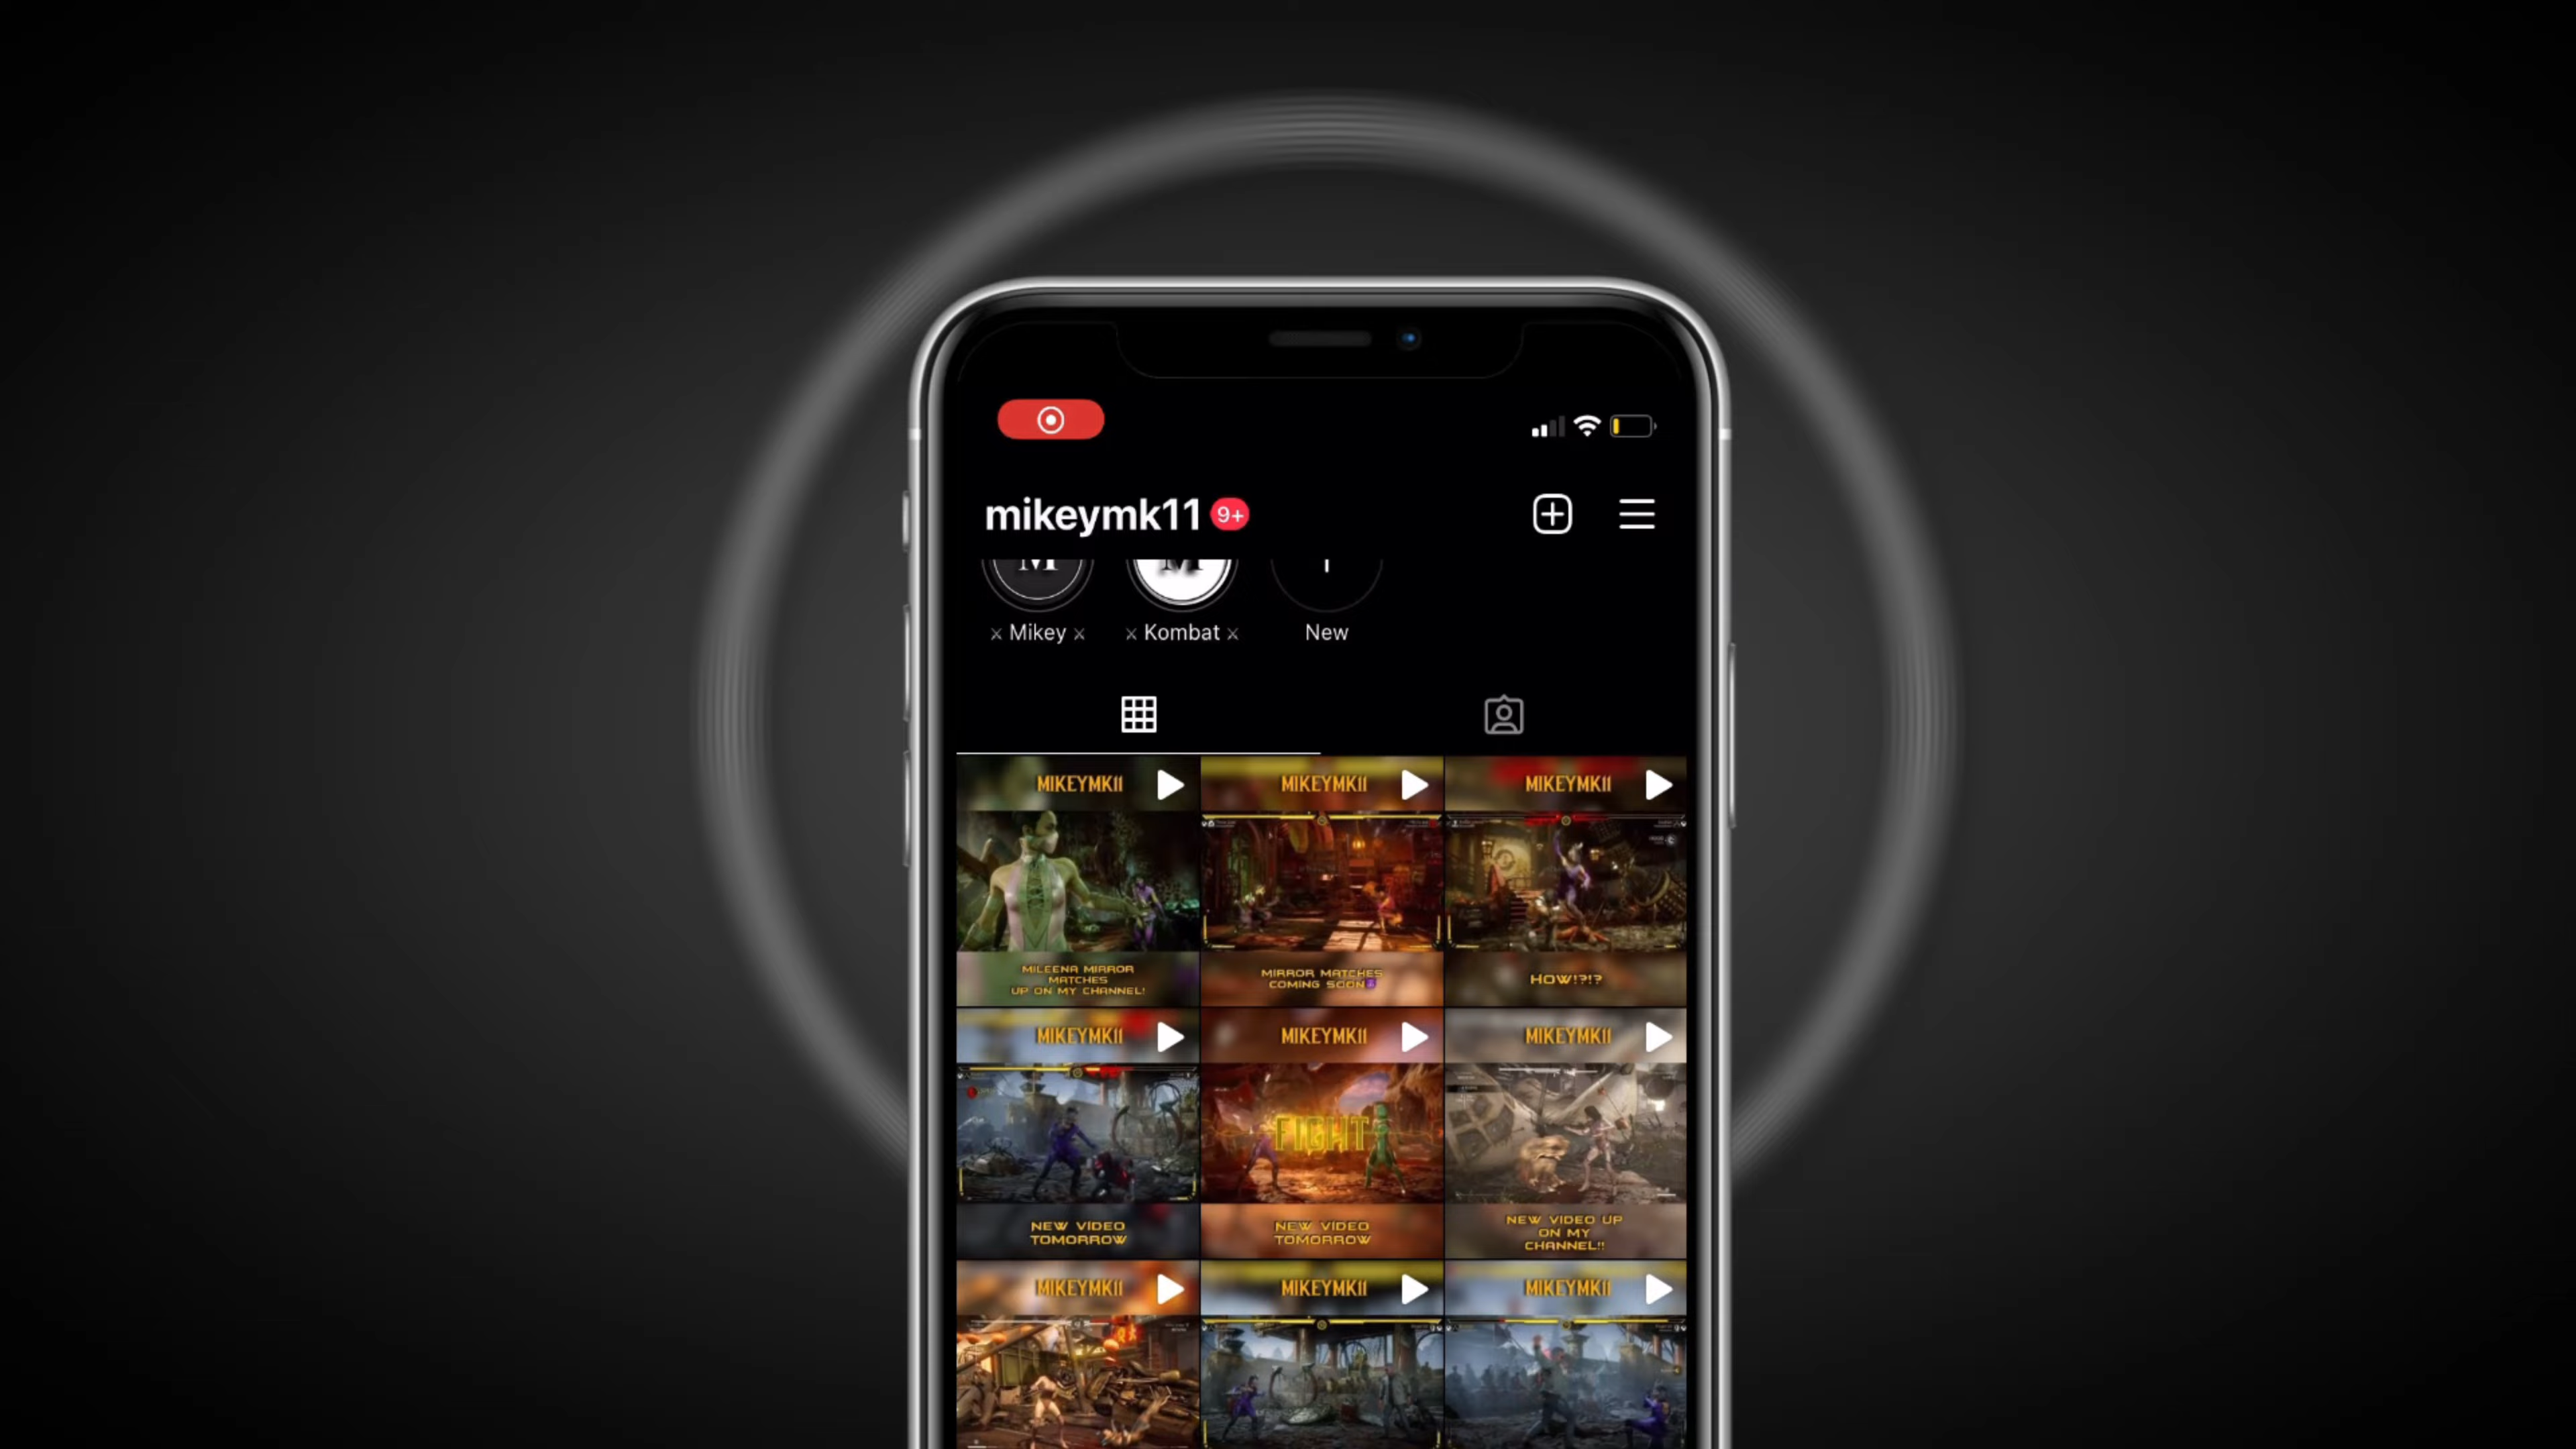 mikeymk11 9+
Mikey
Kombat
New
MIKEYMK11
MIKEYMK11
MIKEYMK11
MILEENA MIRROR
MATCHES
UP ON MY CHANNEL!
MIRROR MATCHES
COMING SOON
HOW!?!?
MIKEYMK11
MIKEYMK11
MIKEYMK11
FIGHT
NEW VIDEO
TOMORROW
NEW VIDEO
TOMORROW
NEW VIDEO UP
ON MY
CHANNEL!!
MIKEYMK11
MIKEYMK11
MIKEYMK11